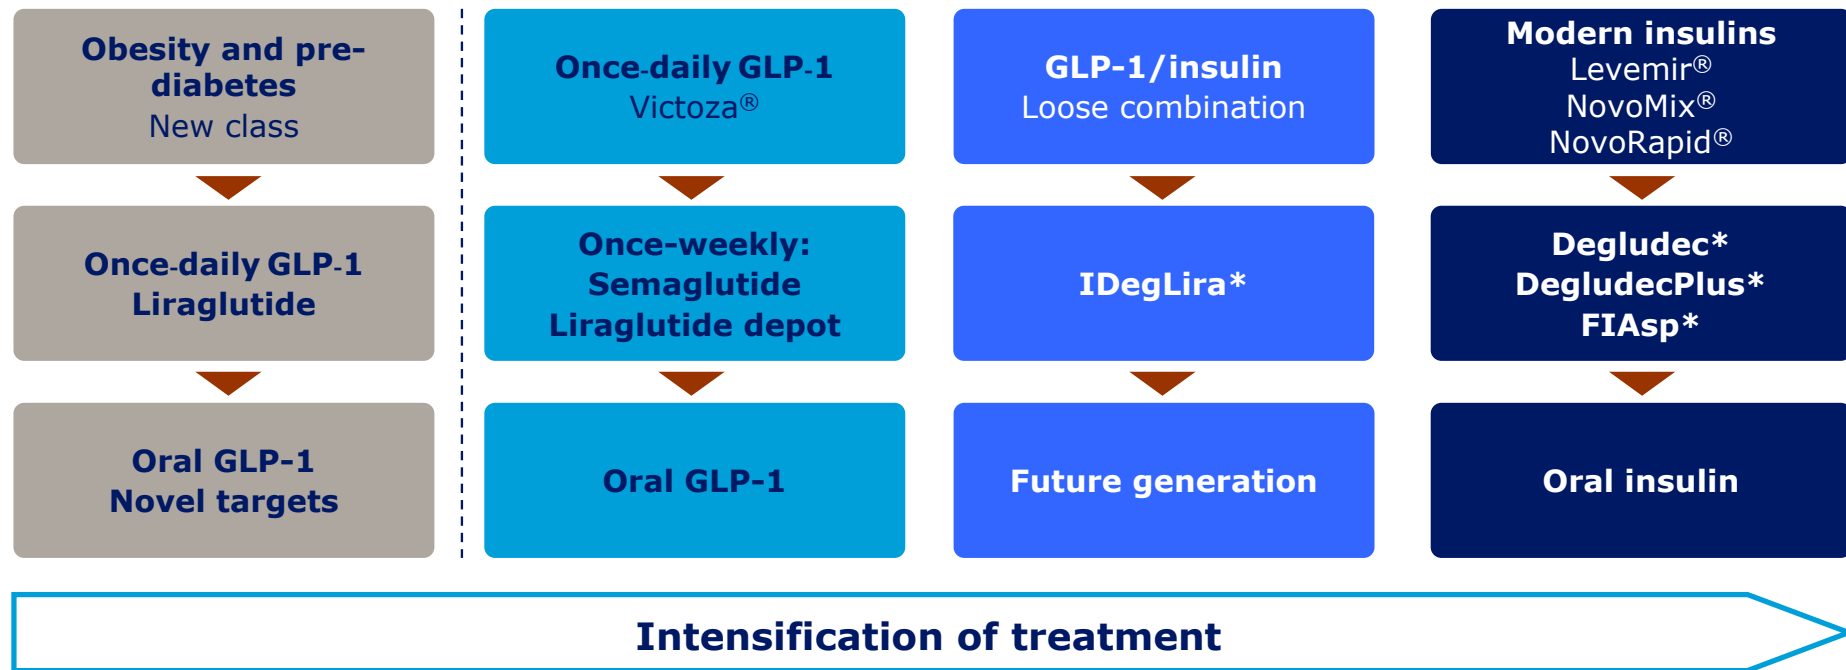 Obesity and pre-
diabetes
New class
Once-daily GLP-1
Victoza®
GLP-1/insulin
Loose combination
Modern insulins
Levemir®
NovoMix®
NovoRapid®
Once-daily GLP-1
Liraglutide
Once-weekly:
Semaglutide
Liraglutide depot
IDegLira*
Degludec*
DegludecPlus*
FIAsp*
Oral GLP-1
Novel targets
Oral GLP-1
Future generation
Oral insulin
Intensification of treatment